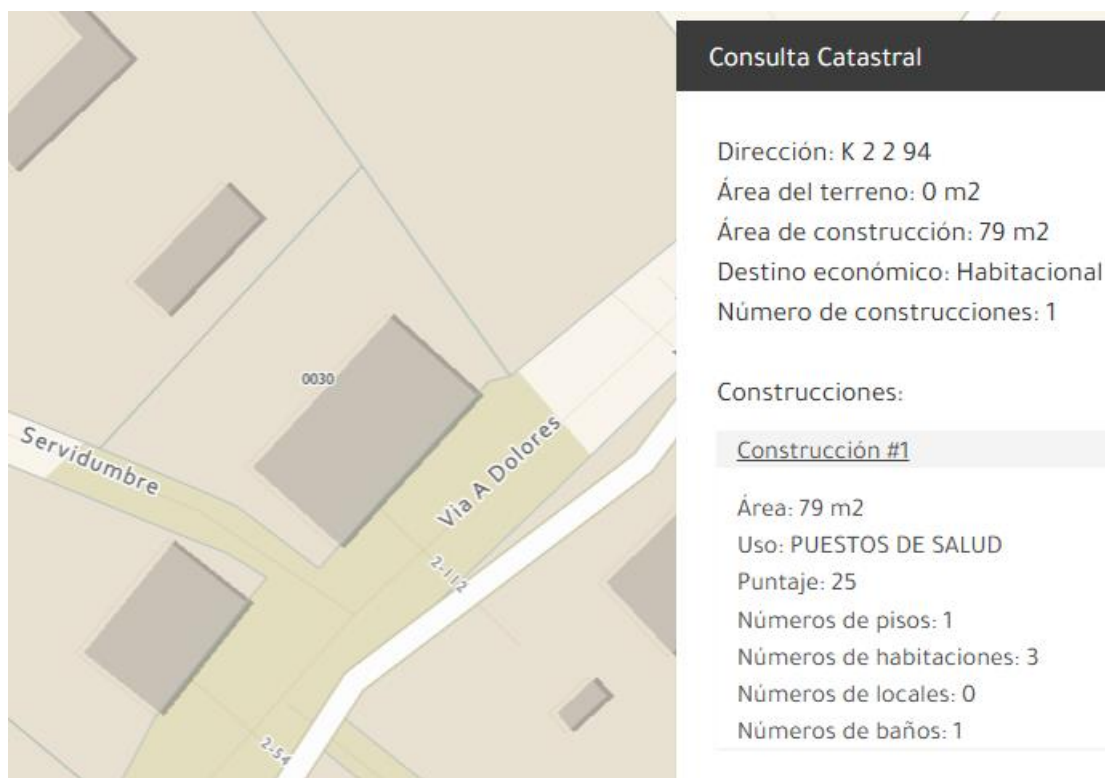 Consulta Catastral
Dirección: K 2 2 94
Área del terreno: 0 m2
Área de construcción: 79 m2
Destino económico: Habitacional
Número de construcciones: 1
Construcciones:
Construcción #1
Área: 79 m2
Uso: PUESTOS DE SALUD
Puntaje: 25
Números de pisos: 1
Números de habitaciones: 3
Números de locales: 0
Números de baños: 1
0030
Servidumbre
Via A Dolores
2-112
2-54